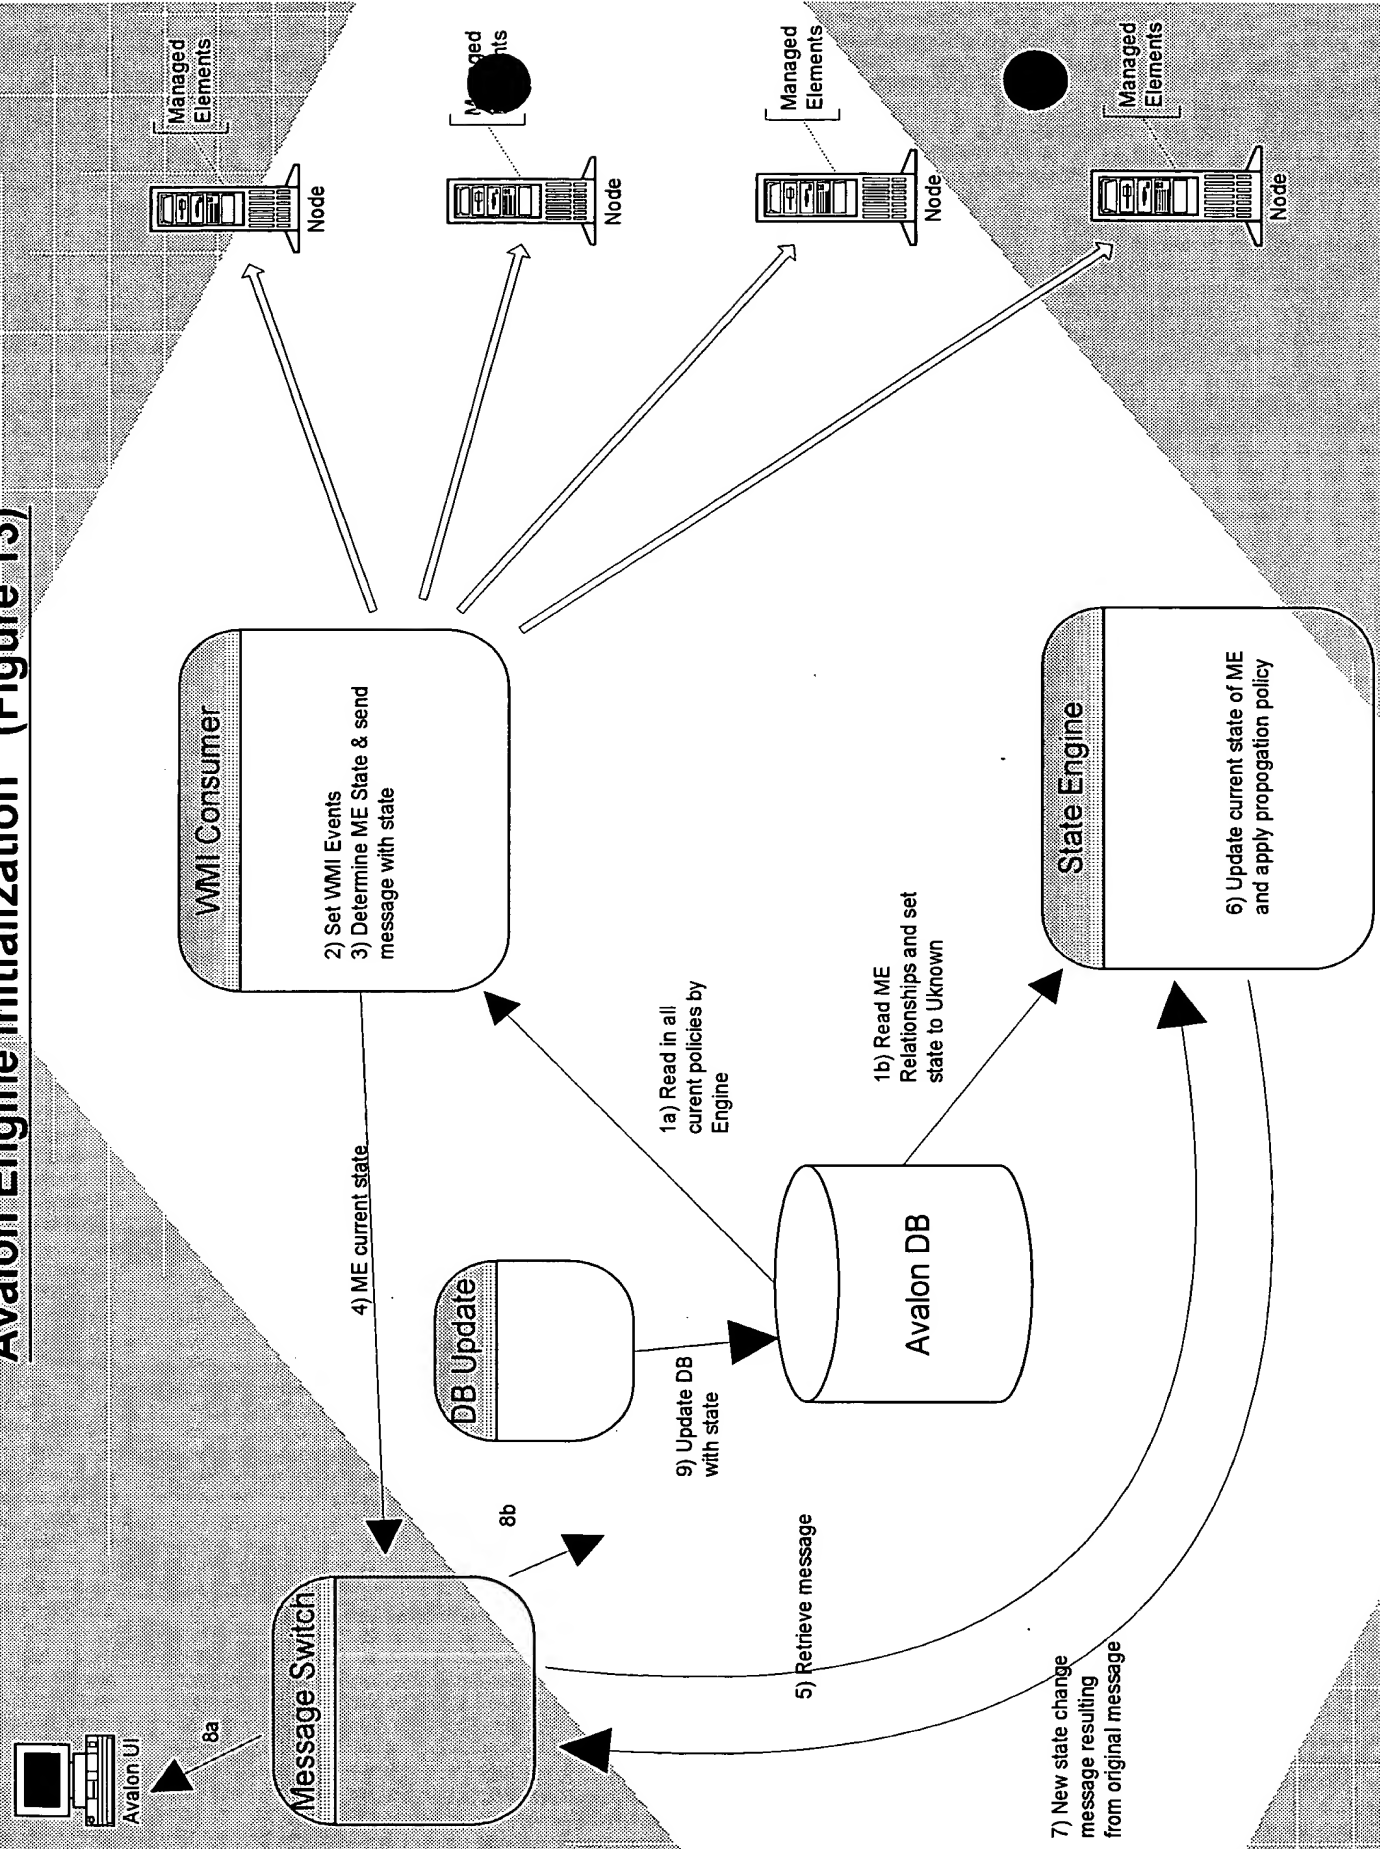 Avalon Engine Initialization (Figure 13)
Avalon UI
8a
Message Switch
4) ME current state
WMI Consumer
2) Set WMI Events
3) Determine ME State & send
message with state
Managed
Elements
Node
Node
Managed
Elements
Node
Managed
Elements
Node
8b
DB Update
9) Update DB
with state
1a) Read in all
curent policies by
Engine
Avalon DB
1b) Read ME
Relationships and set
state to Uknown
State Engine
6) Update current state of ME
and apply propogation policy
5) Retrieve message
7) New state change
message resulting
from original message